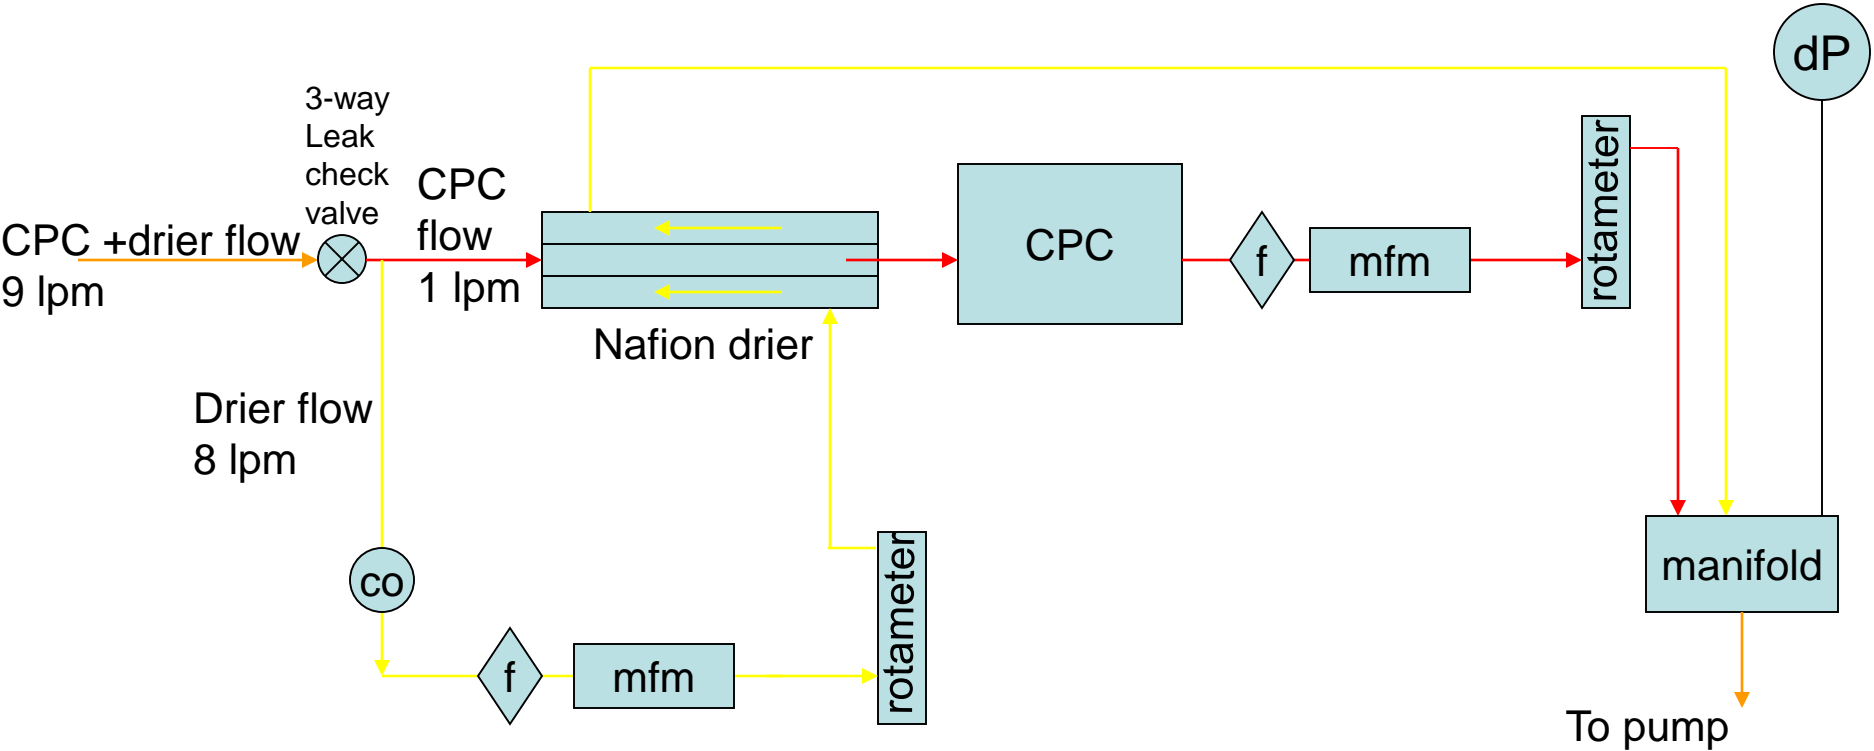 dP
3-way
Leak
check
valve
CPC
flow
1 lpm
CPC +drier flow
9 lpm
CPC
f
mfm
rotameter
Nafion drier
Drier flow
8 lpm
co
f
mfm
rotameter
manifold
To pump